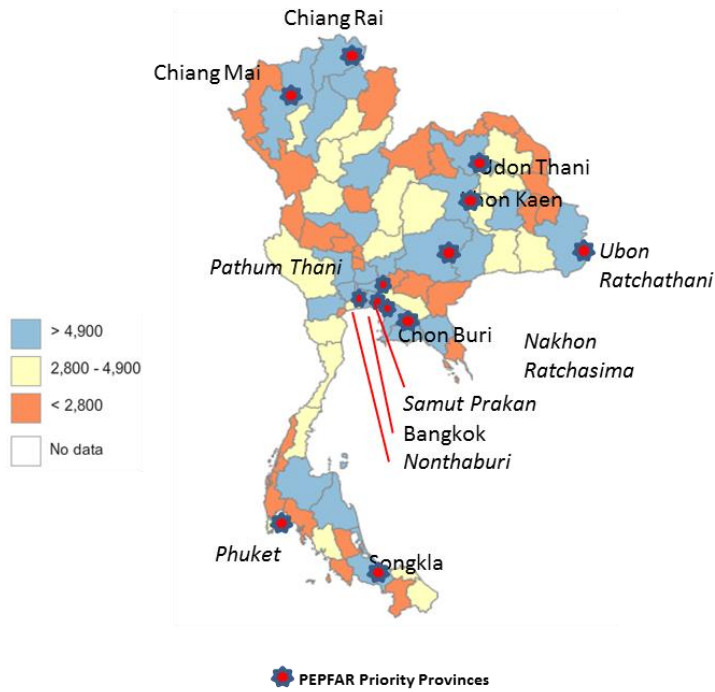 Chiang Rai
Chiang Mai
Udon Thani
Khon Kaen
Ubon
Ratchathani
Pathum Thani
Chon Buri
Nakhon
Ratchasima
> 4,900
2,800 - 4,900
< 2,800
No data
Samut Prakan
Bangkok
Nonthaburi
Phuket
Songkla
PEPFAR Priority Provinces